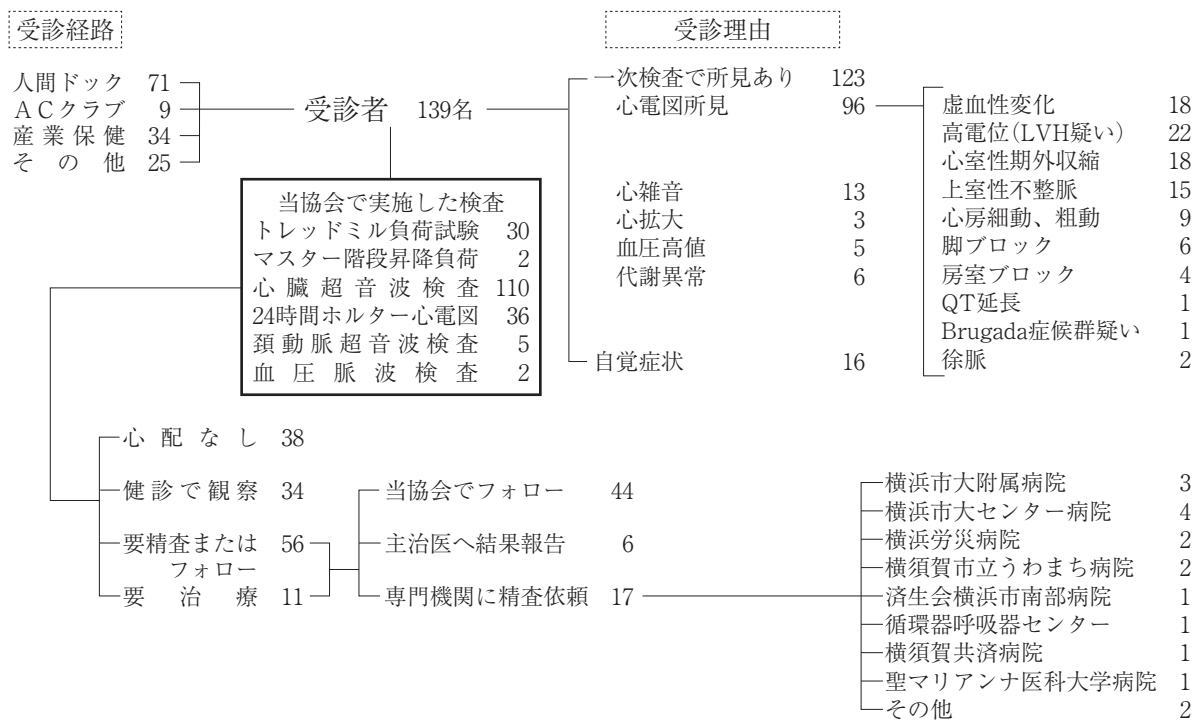 受診経路
人間ドック 71
ACクラブ 9
産業保健 34
その他 25
受診者 139名
当協会で実施した検査
トレッドミル負荷試験 30
マスター階段昇降負荷 2
心臓超音波検査 110
24時間ホルター心電図 36
頚動脈超音波検査 5
血圧脈波検査 2
受診理由
一次検査で所見あり 123
心電図所見 96
心雑音 13
心拡大 3
血圧高値 5
代謝異常 6
自覚症状 16
虚血性変化 18
高電位(LVH疑い) 22
心室性期外収縮 18
上室性不整脈 15
心房細動、粗動 9
脚ブロック 6
房室ブロック 4
QT延長 1
Brugada症候群疑い 1
徐脈 2
心配なし 38
健診で観察 34
要精査または 56
フォロー
要治療 11
当協会でフォロー 44
主治医へ結果報告 6
専門機関に精査依頼 17
横浜市大附属病院 3
横浜市大センター病院 4
横浜労災病院 2
横須賀市立うわまち病院 2
済生会横浜市南部病院 1
循環器呼吸器センター 1
横須賀共済病院 1
聖マリアンナ医科大学病院 1
その他 2